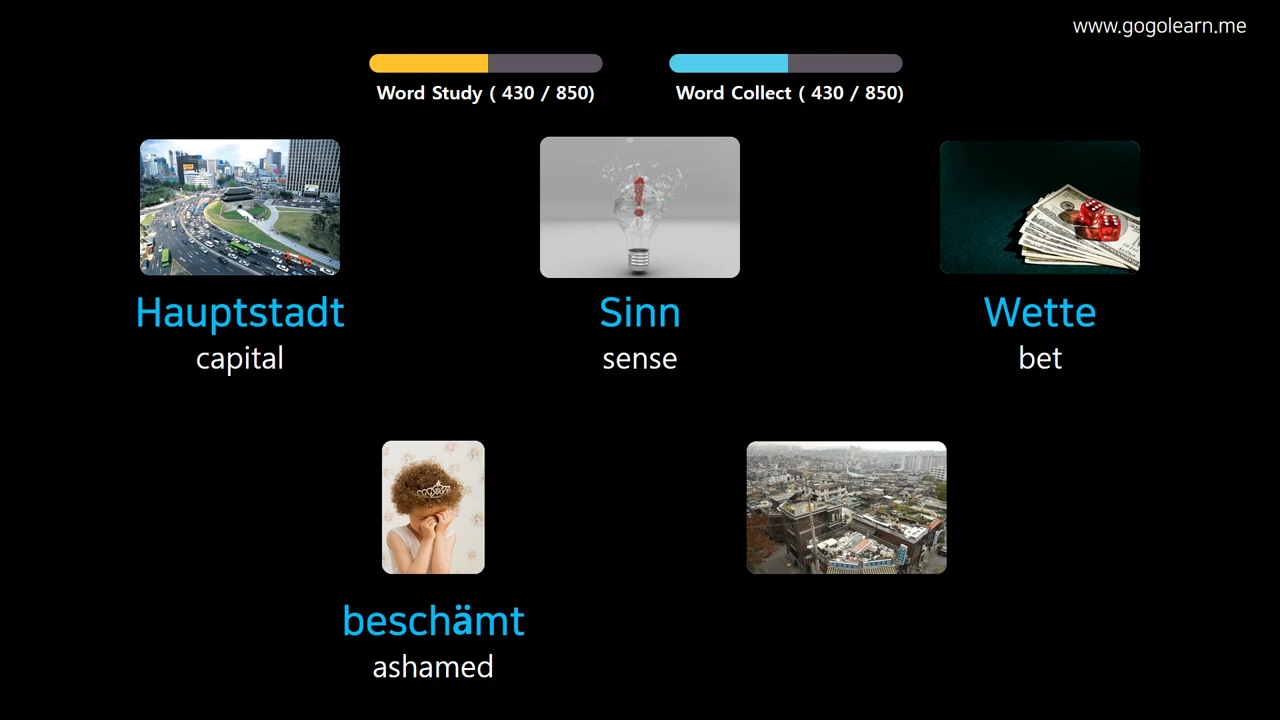 www.gogolearn.me
Word Study ( 430 / 850)
Word Collect ( 430 / 850)
Hauptstadt
capital
Sinn
sense
Wette
bet
beschämt
ashamed